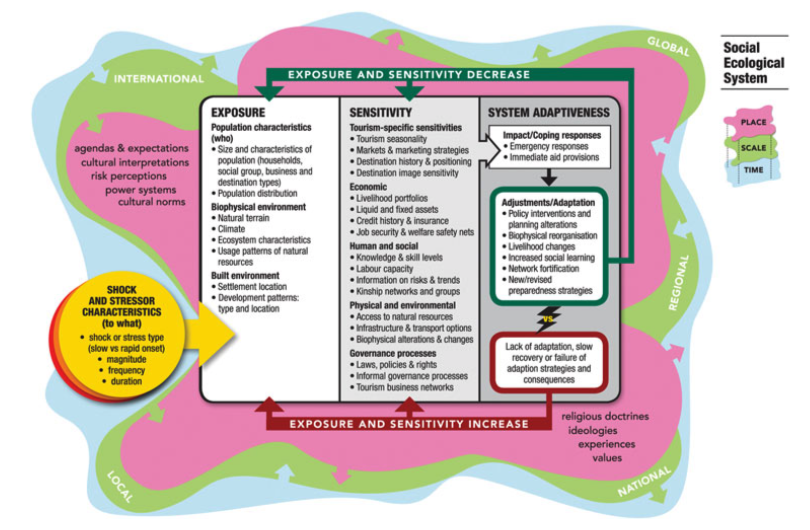 Social
Ecological
System
PLACE
SCALE
TIME
INTERNATIONAL
GLOBAL
REGIONAL
NATIONAL
LOCAL
agendas & expectations
cultural interpretations
risk perceptions
power systems
cultural norms
SHOCK
AND STRESSOR
CHARACTERISTICS
(to what)
• shock or stress type
(slow vs rapid onset)
• magnitude
• frequency
• duration
EXPOSURE AND SENSITIVITY DECREASE
EXPOSURE
Population characteristics
(who)
• Size and characteristics of
population (households,
social group, business and
destination types)
• Population distribution
Biophysical environment
• Natural terrain
• Climate
• Ecosystem characteristics
• Usage patterns of natural
resources
Built environment
• Settlement location
• Development patterns:
type and location
SENSITIVITY
Tourism-specific sensitivities
• Tourism seasonality
• Markets & marketing strategies
• Destination history & positioning
• Destination image sensitivity
Economic
• Livelihood portfolios
• Liquid and fixed assets
• Credit history & insurance
• Job security & welfare safety nets
Human and social
• Knowledge & skill levels
• Labour capacity
• Information on risks & trends
• Kinship networks and groups
Physical and environmental
• Access to natural resources
• Infrastructure & transport options
• Biophysical alterations & changes
Governance processes
• Laws, policies & rights
• Informal governance processes
• Tourism business networks
SYSTEM ADAPTIVENESS
Impact/Coping responses
• Emergency responses
• Immediate aid provisions
Adjustments/Adaptation
• Policy interventions and
planning alterations
• Biophysical reorganisation
• Livelihood changes
• Increased social learning
• Network fortification
• New/revised
preparedness strategies
vs
Lack of adaptation, slow
recovery or failure of
adaption strategies and
consequences
EXPOSURE AND SENSITIVITY INCREASE
religious doctrines
ideologies
experiences
values